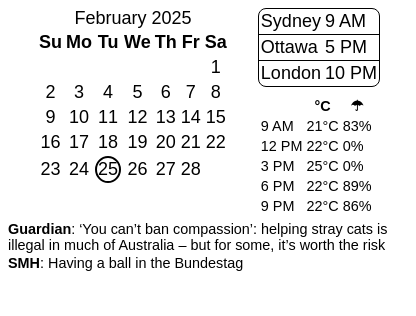 February 2025
Su Mo Tu We Th Fr Sa
1
2 3 4 5 6 7 8
9 10 11 12 13 14 15
16 17 18 19 20 21 22
23 24 25 26 27 28
Sydney 9 AM
Ottawa 5 PM
London 10 PM
°C ☂
9 AM 21°C 83%
12 PM 22°C 0%
3 PM 25°C 0%
6 PM 22°C 89%
9 PM 22°C 86%
Guardian: ‘You can’t ban compassion’: helping stray cats is
illegal in much of Australia – but for some, it’s worth the risk
SMH: Having a ball in the Bundestag